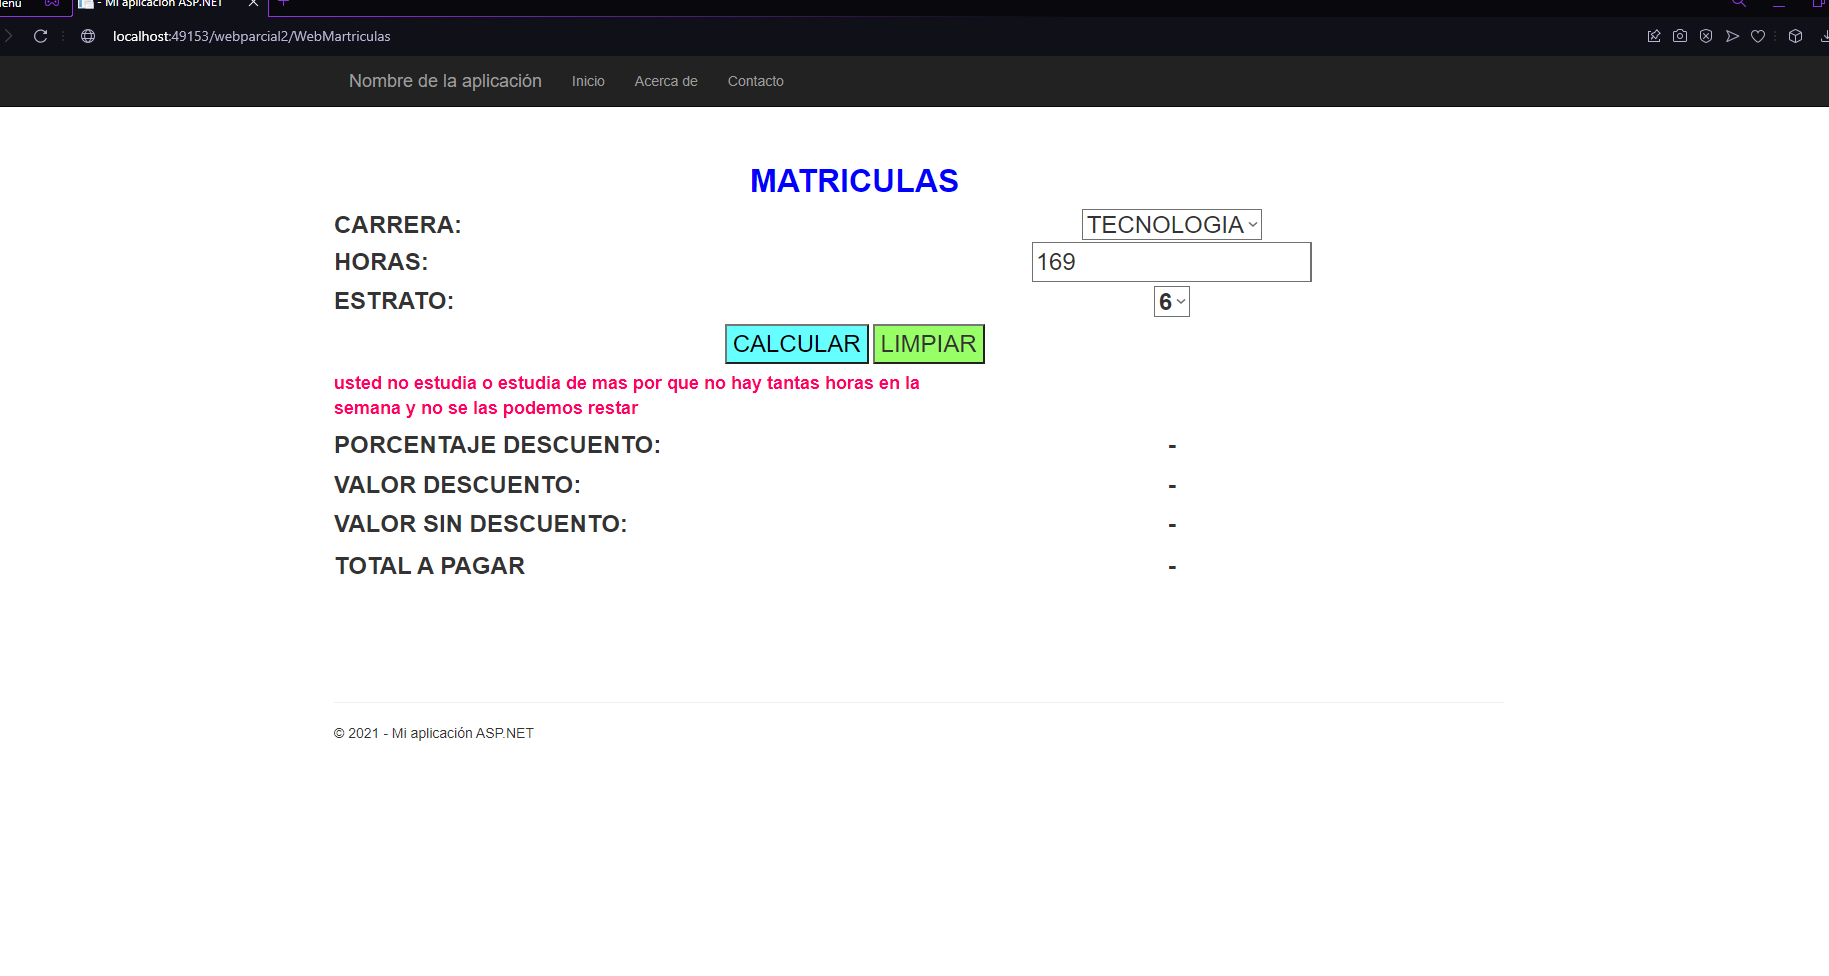 - Mi aplicación ASP.NET
localhost:49153/webparcial2/WebMartriculas
Nombre de la aplicación Inicio Acerca de Contacto
MATRICULAS
CARRERA: TECNOLOGIA
HORAS: 169
ESTRATO: 6
CALCULAR LIMPIAR
usted no estudia o estudia de mas por que no hay tantas horas en la
semana y no se las podemos restar
PORCENTAJE DESCUENTO: -
VALOR DESCUENTO: -
VALOR SIN DESCUENTO: -
TOTAL A PAGAR -
© 2021 - Mi aplicación ASP.NET